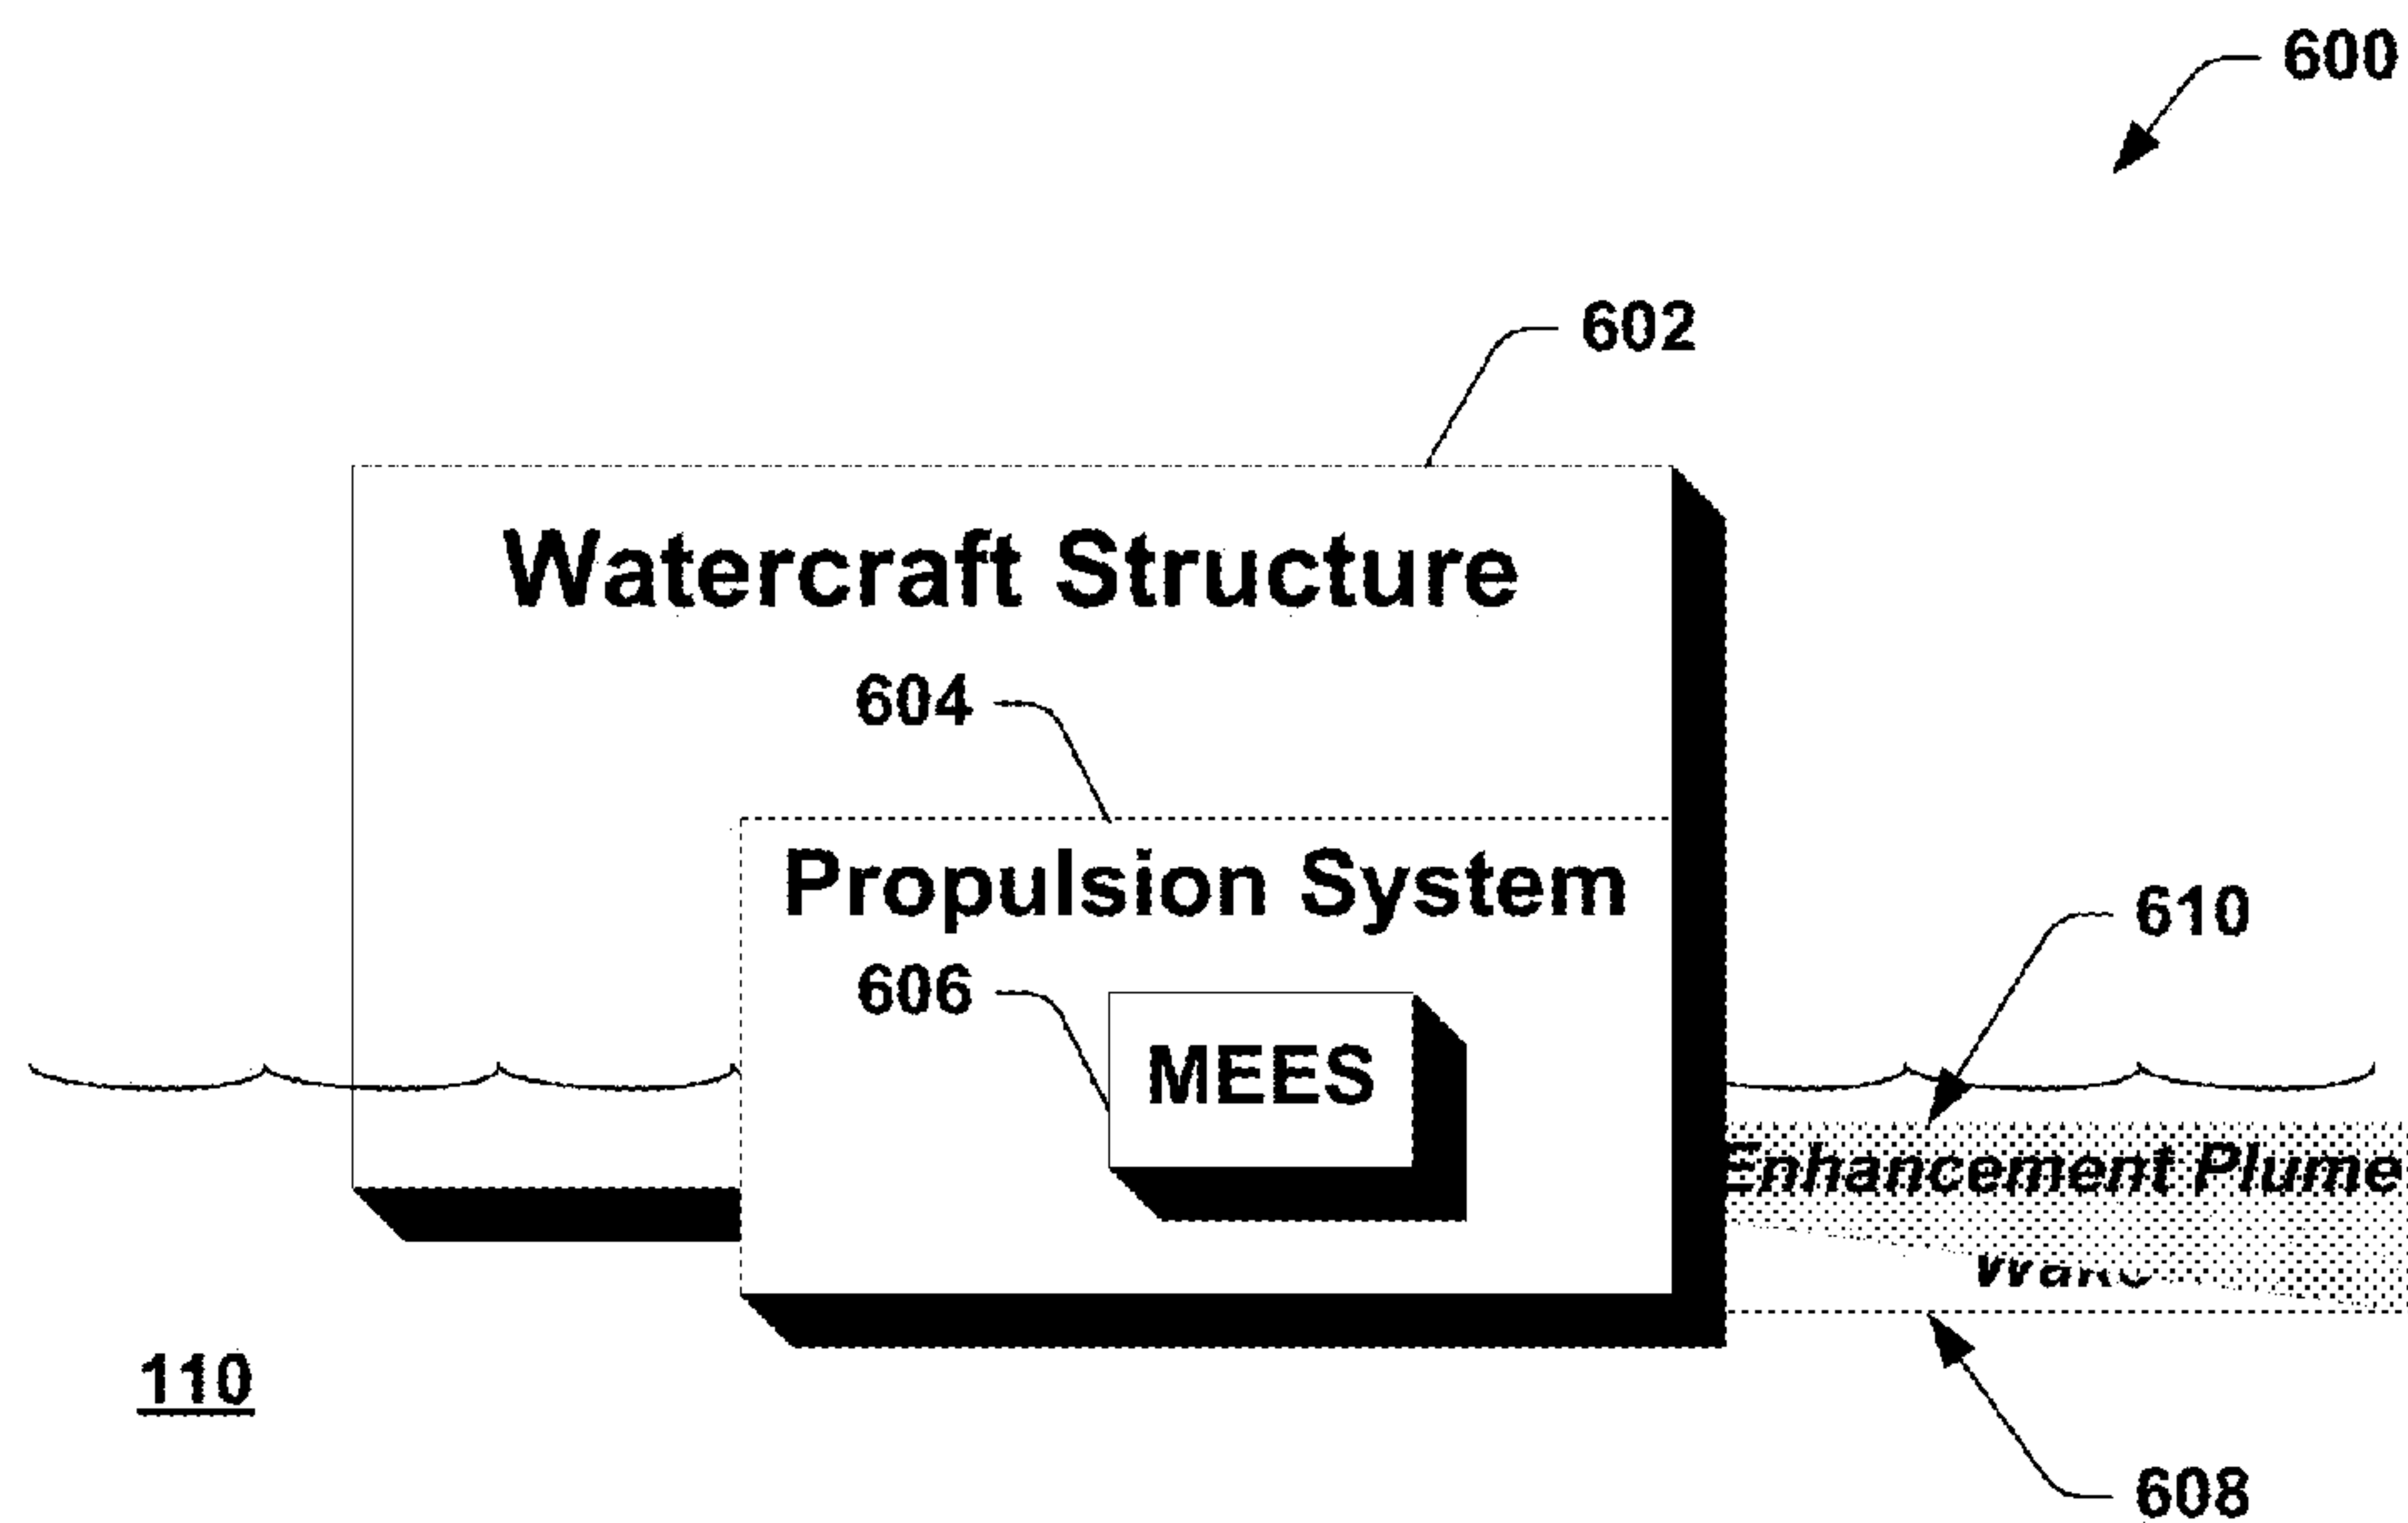 600
602
Watercraft Structure
604
Propulsion System
610
606
MEES
Enhancement Plume
110
608